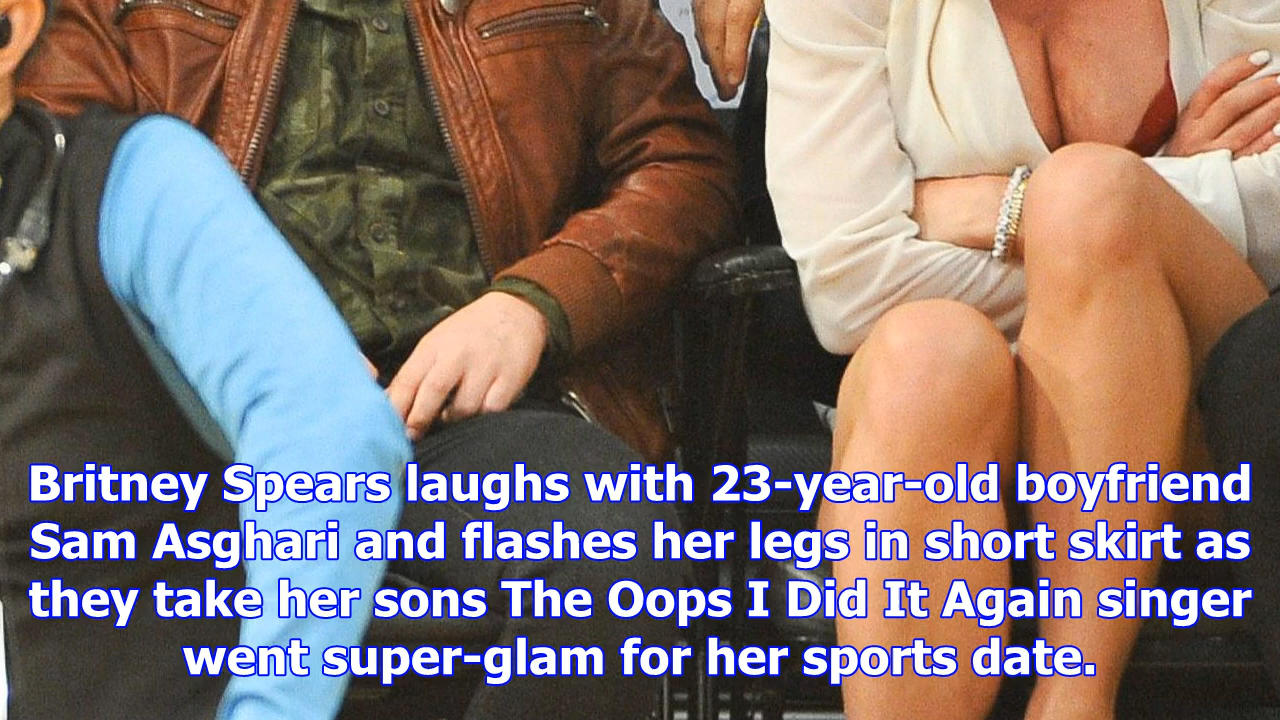 Britney Spears laughs with 23-year-old boyfriend
Sam Asghari and flashes her legs in short skirt as
they take her sons The Oops I Did It Again singer
went super-glam for her sports date.